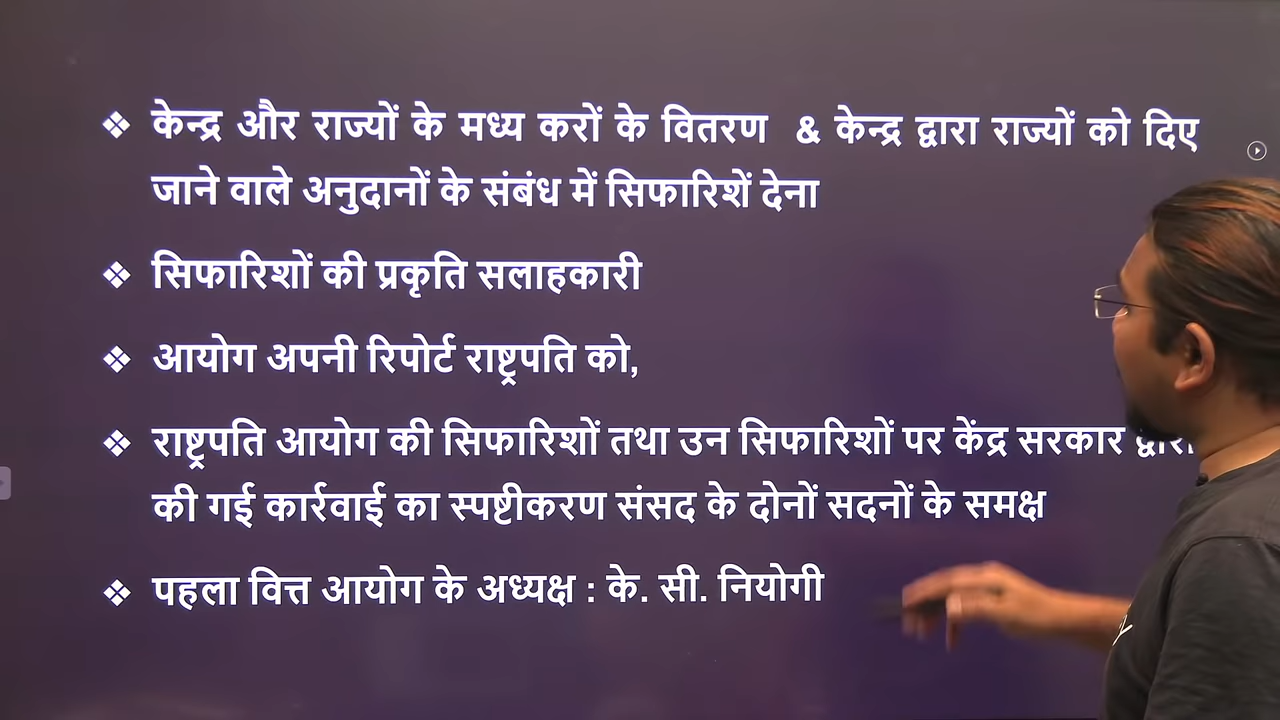 ❖ केन्द्र और राज्यों के मध्य करों के वितरण & केन्द्र द्वारा राज्यों को दिए
जाने वाले अनुदानों के संबंध में सिफारिशें देना
❖ सिफारिशों की प्रकृति सलाहकारी
❖ आयोग अपनी रिपोर्ट राष्ट्रपति को,
❖ राष्ट्रपति आयोग की सिफारिशों तथा उन सिफारिशों पर केंद्र सरकार द्वारा
की गई कार्रवाई का स्पष्टीकरण संसद के दोनों सदनों के समक्ष
❖ पहला वित्त आयोग के अध्यक्ष : के. सी. नियोगी